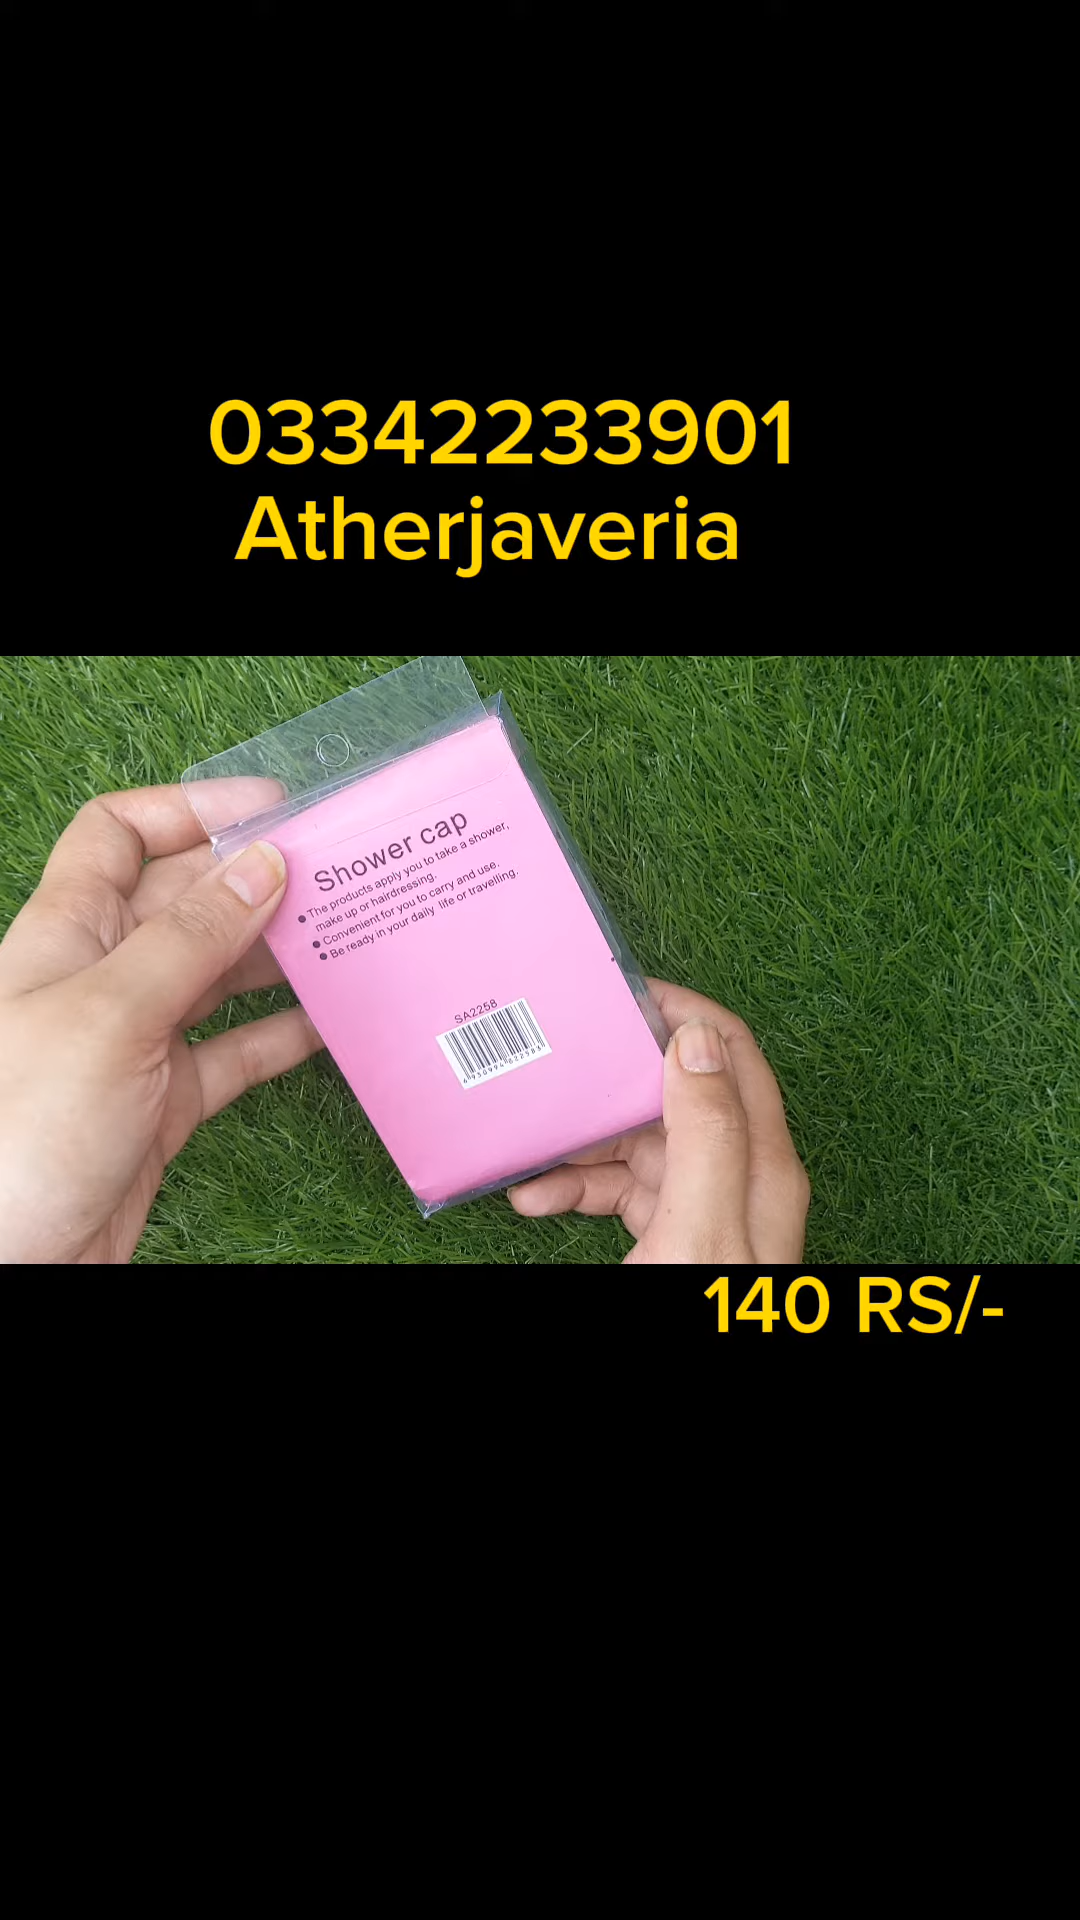 03342233901
Atherjaveria
Shower cap
● The products apply you to take a shower,
make up or hairdressing.
● Convenient for you to carry and use.
● Be ready in your daily life or travelling.
SA2258
6930994622583
140 RS/-